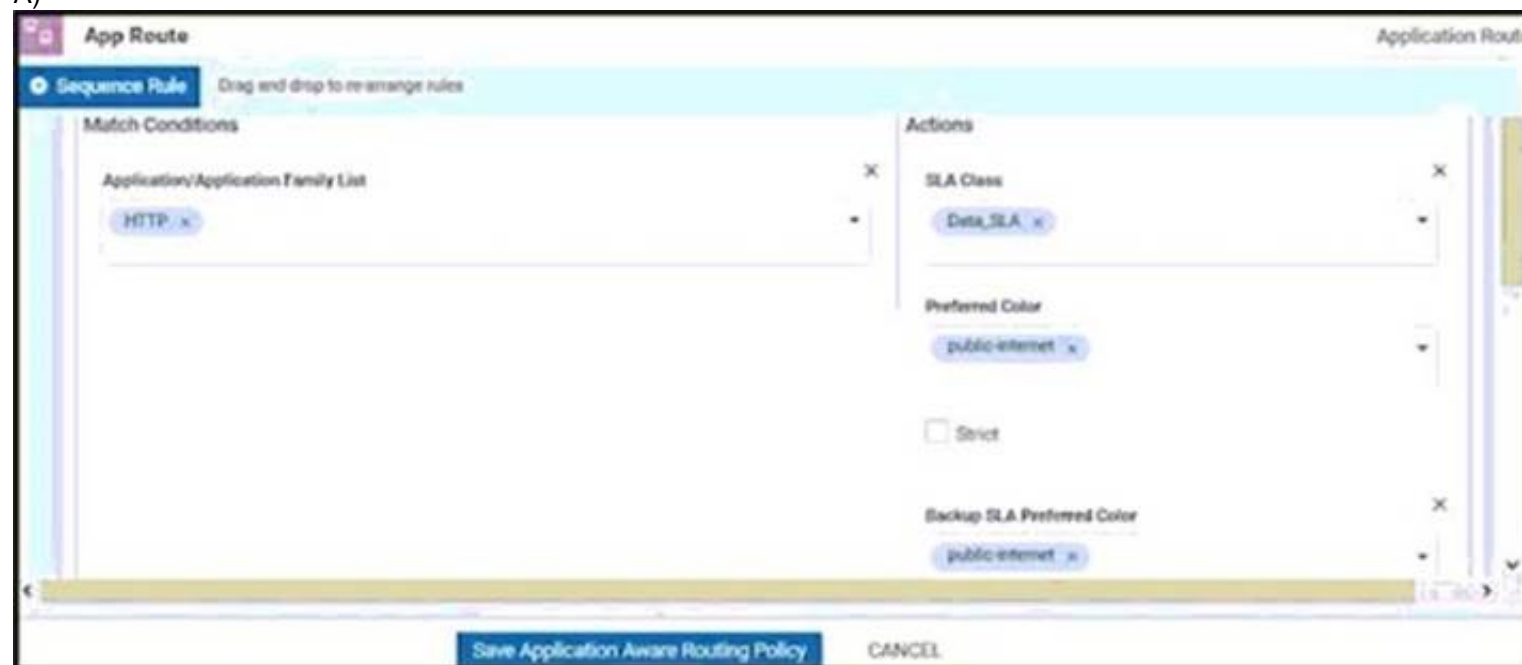 App Route
Application Rout
Sequence Rule
Drag and drop to re-arrange rules
Match Conditions
Actions
Application/Application Family List
SLA Class
HTTP x
Data_SLA x
Preferred Color
public-internet x
Strict
Backup SLA Preferred Color
public-internet x
Save Application Aware Routing Policy
CANCEL